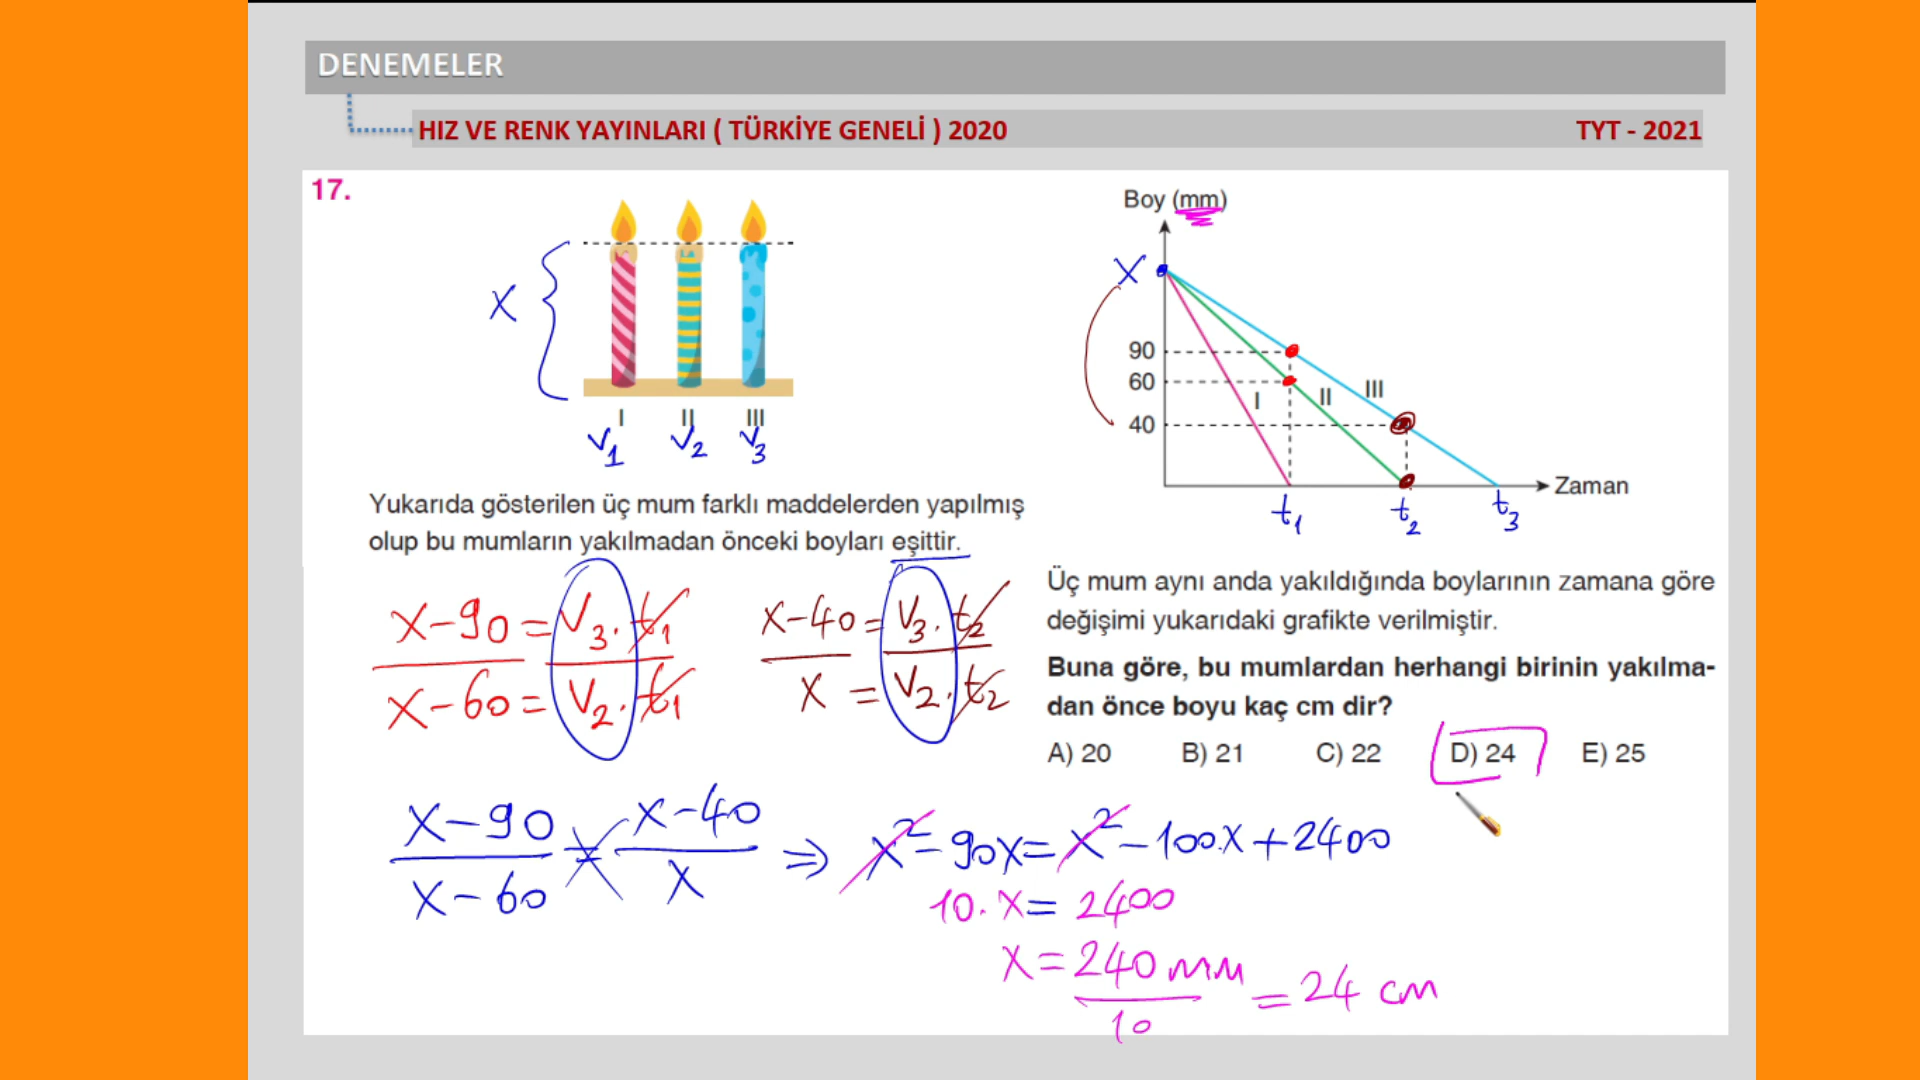 DENEMELER
HIZ VE RENK YAYINLARI ( TÜRKİYE GENELİ ) 2020
TYT - 2021
17.
X
I II III
V1 V2 V3
Yukarıda gösterilen üç mum farklı maddelerden yapılmış
olup bu mumların yakılmadan önceki boyları eşittir.
Boy (mm)
X
90
60
40
I II III
Zaman
t1 t2 t3
Üç mum aynı anda yakıldığında boylarının zamana göre
değişimi yukarıdaki grafikte verilmiştir.
Buna göre, bu mumlardan herhangi birinin yakılma-
dan önce boyu kaç cm dir?
A) 20 B) 21 C) 22 D) 24 E) 25
x-90 = V3.t1
x-60 = V2.t1
x-40 = V3.t2
x = V2.t2
x-90 = x-40
x-60 x
⇒ x²-90x = x²-100x+2400
10.x = 2400
x = 240 mm = 24 cm
10